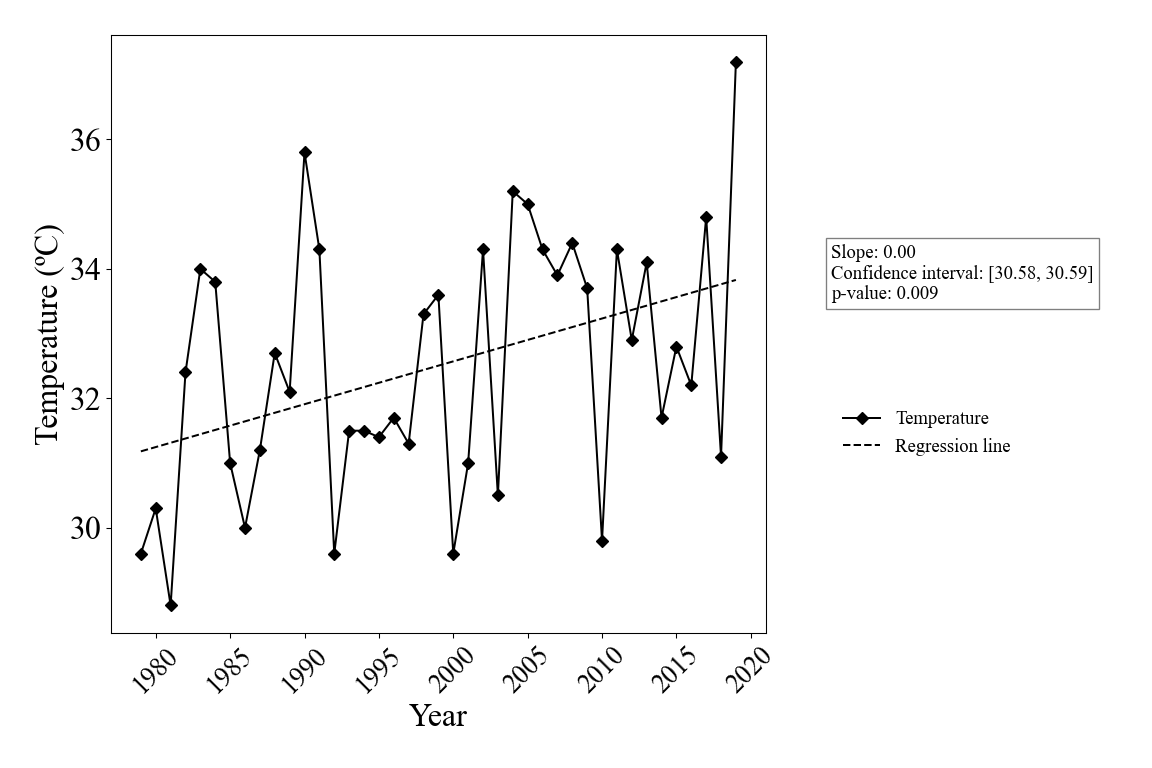 Temperature (ºC)
36
34
32
30
1980
1985
1990
1995
2000
2005
2010
2015
2020
Year
Slope: 0.00
Confidence interval: [30.58, 30.59]
p-value: 0.009
Temperature
Regression line